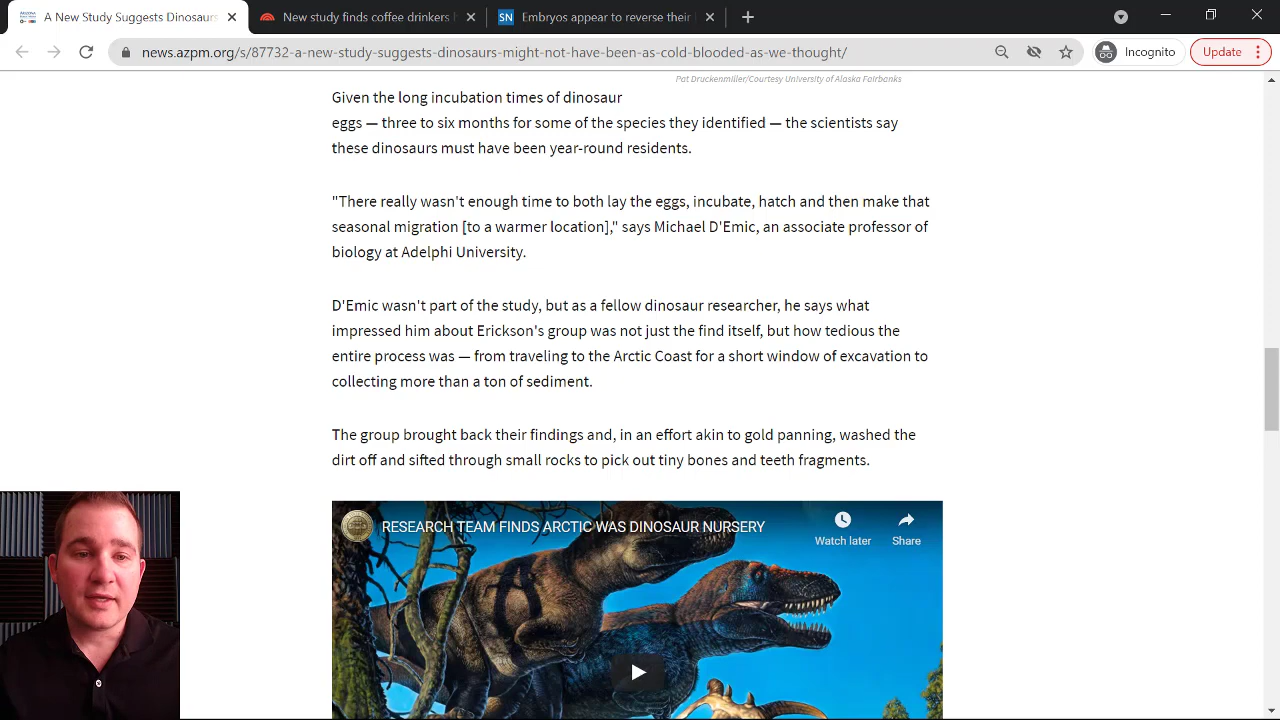 A New Study Suggests Dinosaurs
New study finds coffee drinkers
SN Embryos appear to reverse their
news.azpm.org/s/87732-a-new-study-suggests-dinosaurs-might-not-have-been-as-cold-blooded-as-we-thought/
Incognito
Update
Pat Druckenmiller/Courtesy University of Alaska Fairbanks
Given the long incubation times of dinosaur
eggs — three to six months for some of the species they identified — the scientists say
these dinosaurs must have been year-round residents.
"There really wasn't enough time to both lay the eggs, incubate, hatch and then make that
seasonal migration [to a warmer location]," says Michael D'Emic, an associate professor of
biology at Adelphi University.
D'Emic wasn't part of the study, but as a fellow dinosaur researcher, he says what
impressed him about Erickson's group was not just the find itself, but how tedious the
entire process was — from traveling to the Arctic Coast for a short window of excavation to
collecting more than a ton of sediment.
The group brought back their findings and, in an effort akin to gold panning, washed the
dirt off and sifted through small rocks to pick out tiny bones and teeth fragments.
RESEARCH TEAM FINDS ARCTIC WAS DINOSAUR NURSERY
Watch later
Share